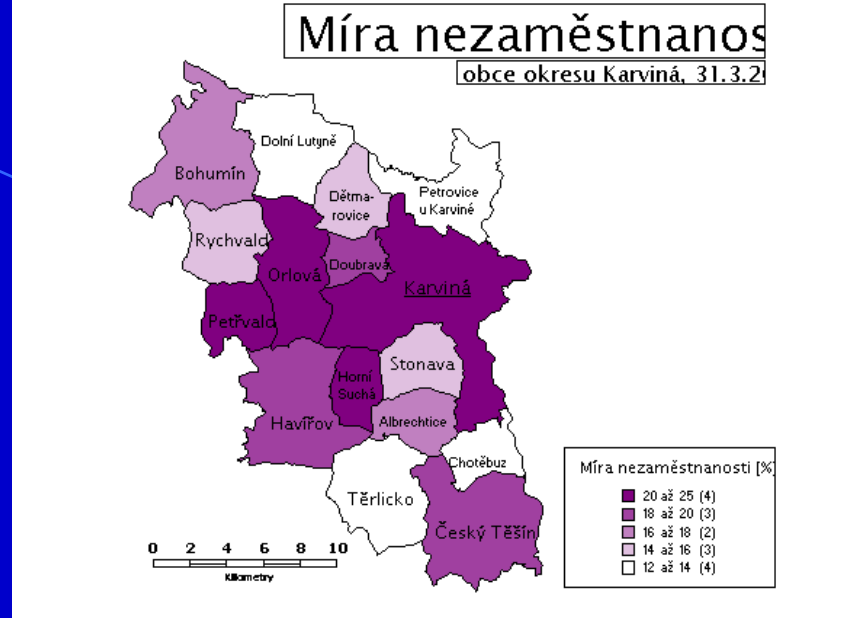 Míra nezaměstnanos
obce okresu Karviná, 31.3.2
Dolní Lutyně
Bohumín
Petrovice
u Karviné
Dětma-
rovice
Rychvald
Doubrava
Orlová
Karviná
Petřvald
Stonava
Horní
Suchá
Havířov
Albrechtice
Chotěbuz
Těrlicko
Český Těšín
0 2 4 6 8 10
Kilometry
Míra nezaměstnanosti [%]
20 až 25 (4)
18 až 20 (3)
16 až 18 (2)
14 až 16 (3)
12 až 14 (4)